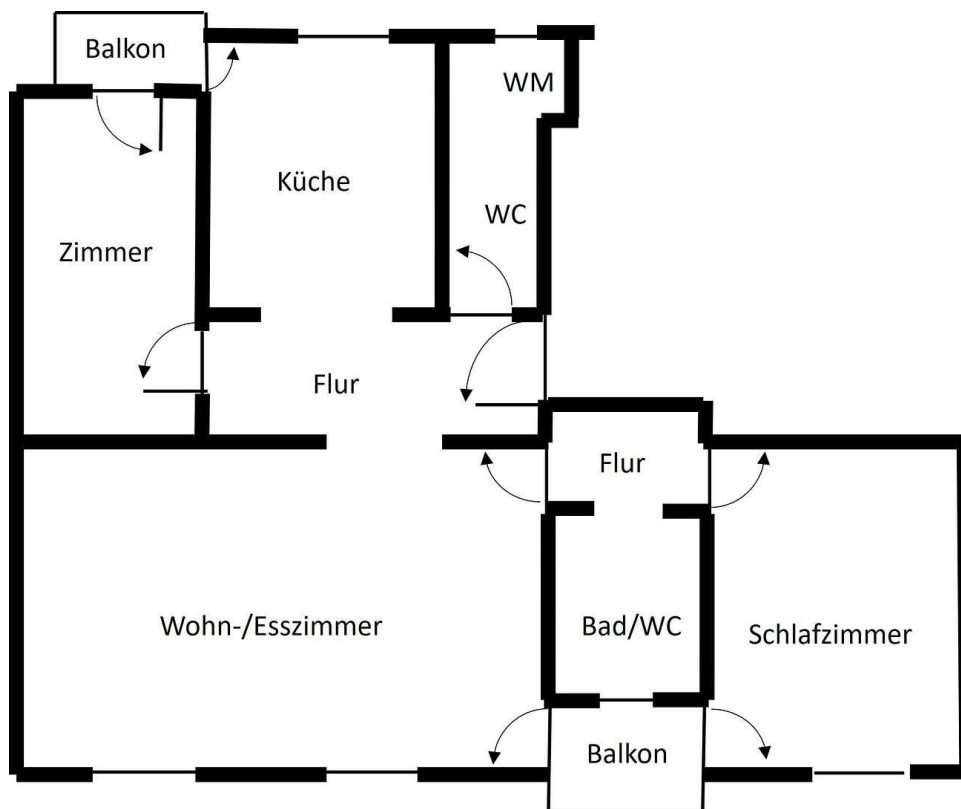 Balkon
WM
Küche
WC
Zimmer
Flur
Flur
Wohn-/Esszimmer
Bad/WC
Schlafzimmer
Balkon